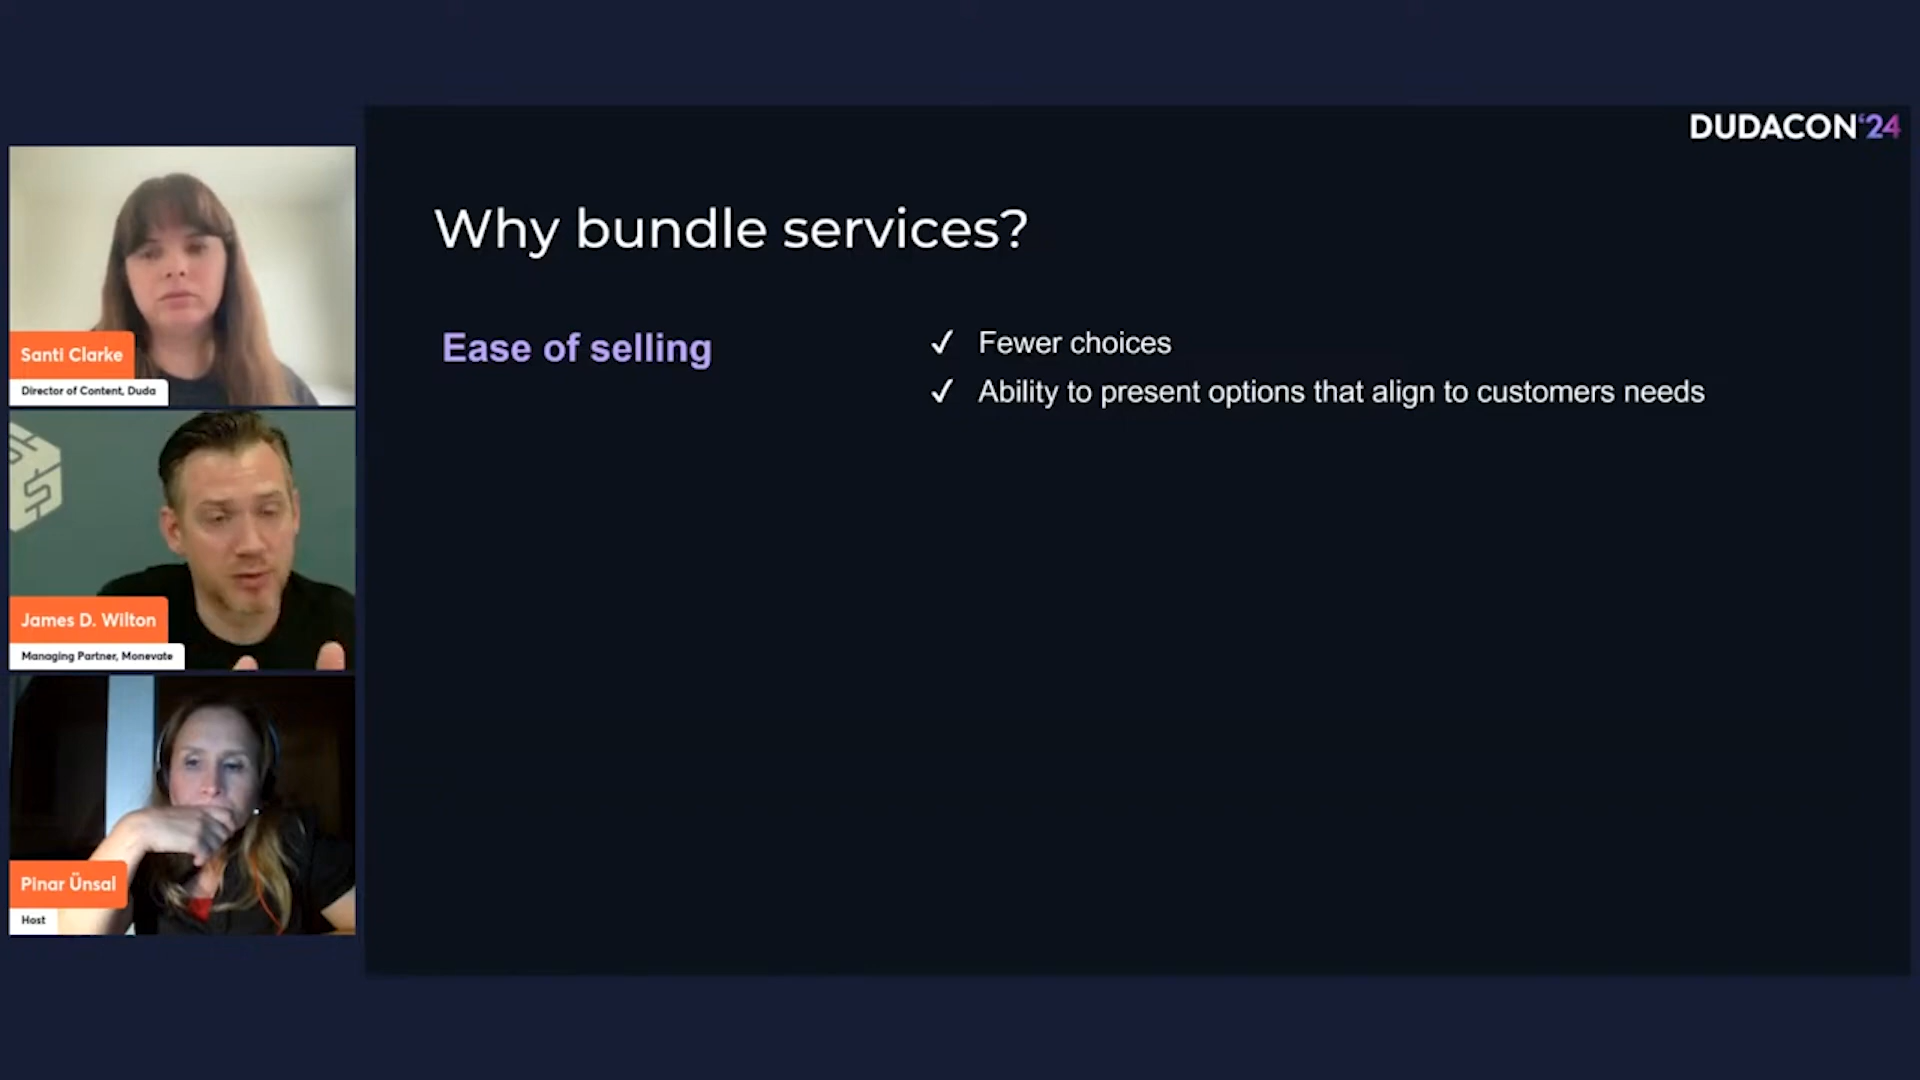 DUDACON'24
Why bundle services?
Ease of selling
✓ Fewer choices
✓ Ability to present options that align to customers needs
Santi Clarke
Director of Content, Duda
James D. Wilton
Managing Partner, Monevate
Pinar Ünsal
Host